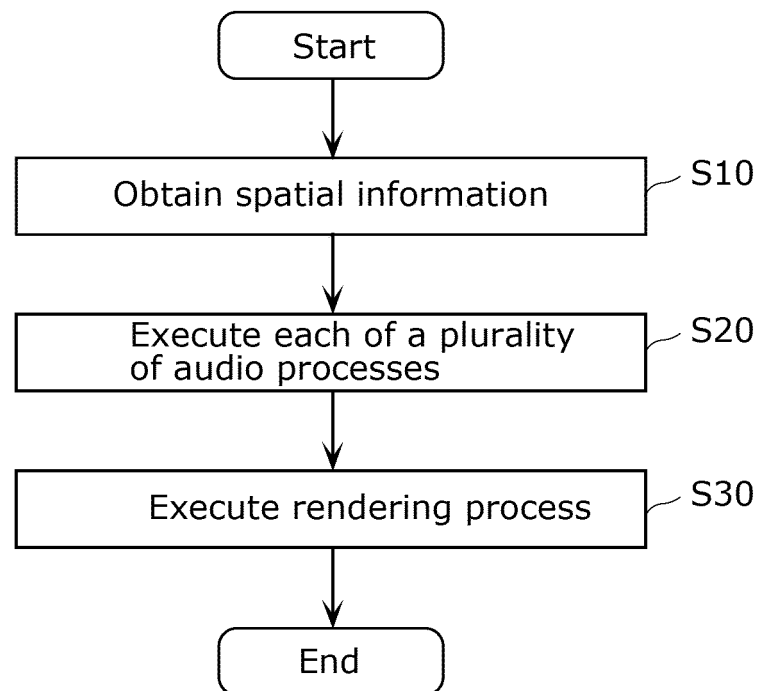 Start
Obtain spatial information
S10
Execute each of a plurality
of audio processes
S20
Execute rendering process
S30
End